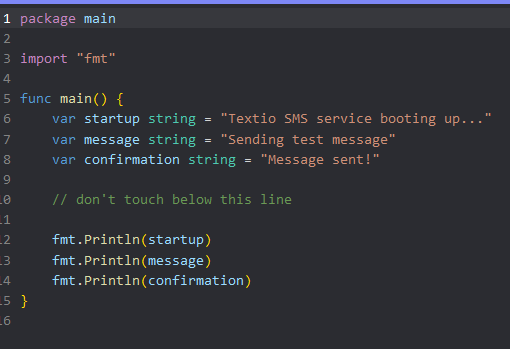 1 package main
2
3 import "fmt"
4
5 func main() {
6     var startup string = "Textio SMS service booting up..."
7     var message string = "Sending test message"
8     var confirmation string = "Message sent!"
9
10     // don't touch below this line
11
12     fmt.Println(startup)
13     fmt.Println(message)
14     fmt.Println(confirmation)
15 }
16